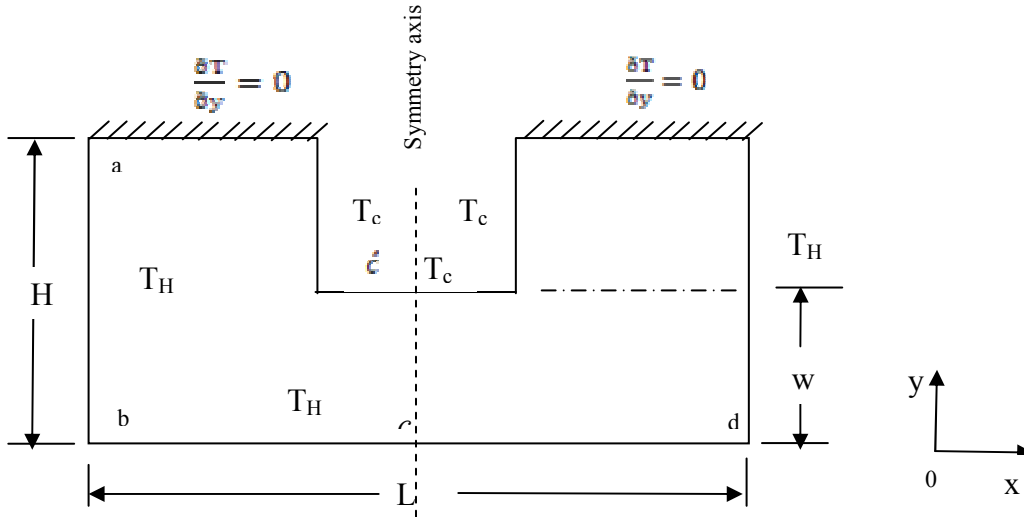 Symmetry axis
∂T/∂y = 0
∂T/∂y = 0
a
T_c
T_c
T_H
ć
T_c
T_H
H
T_H
w
b
c
d
L
y
0
x